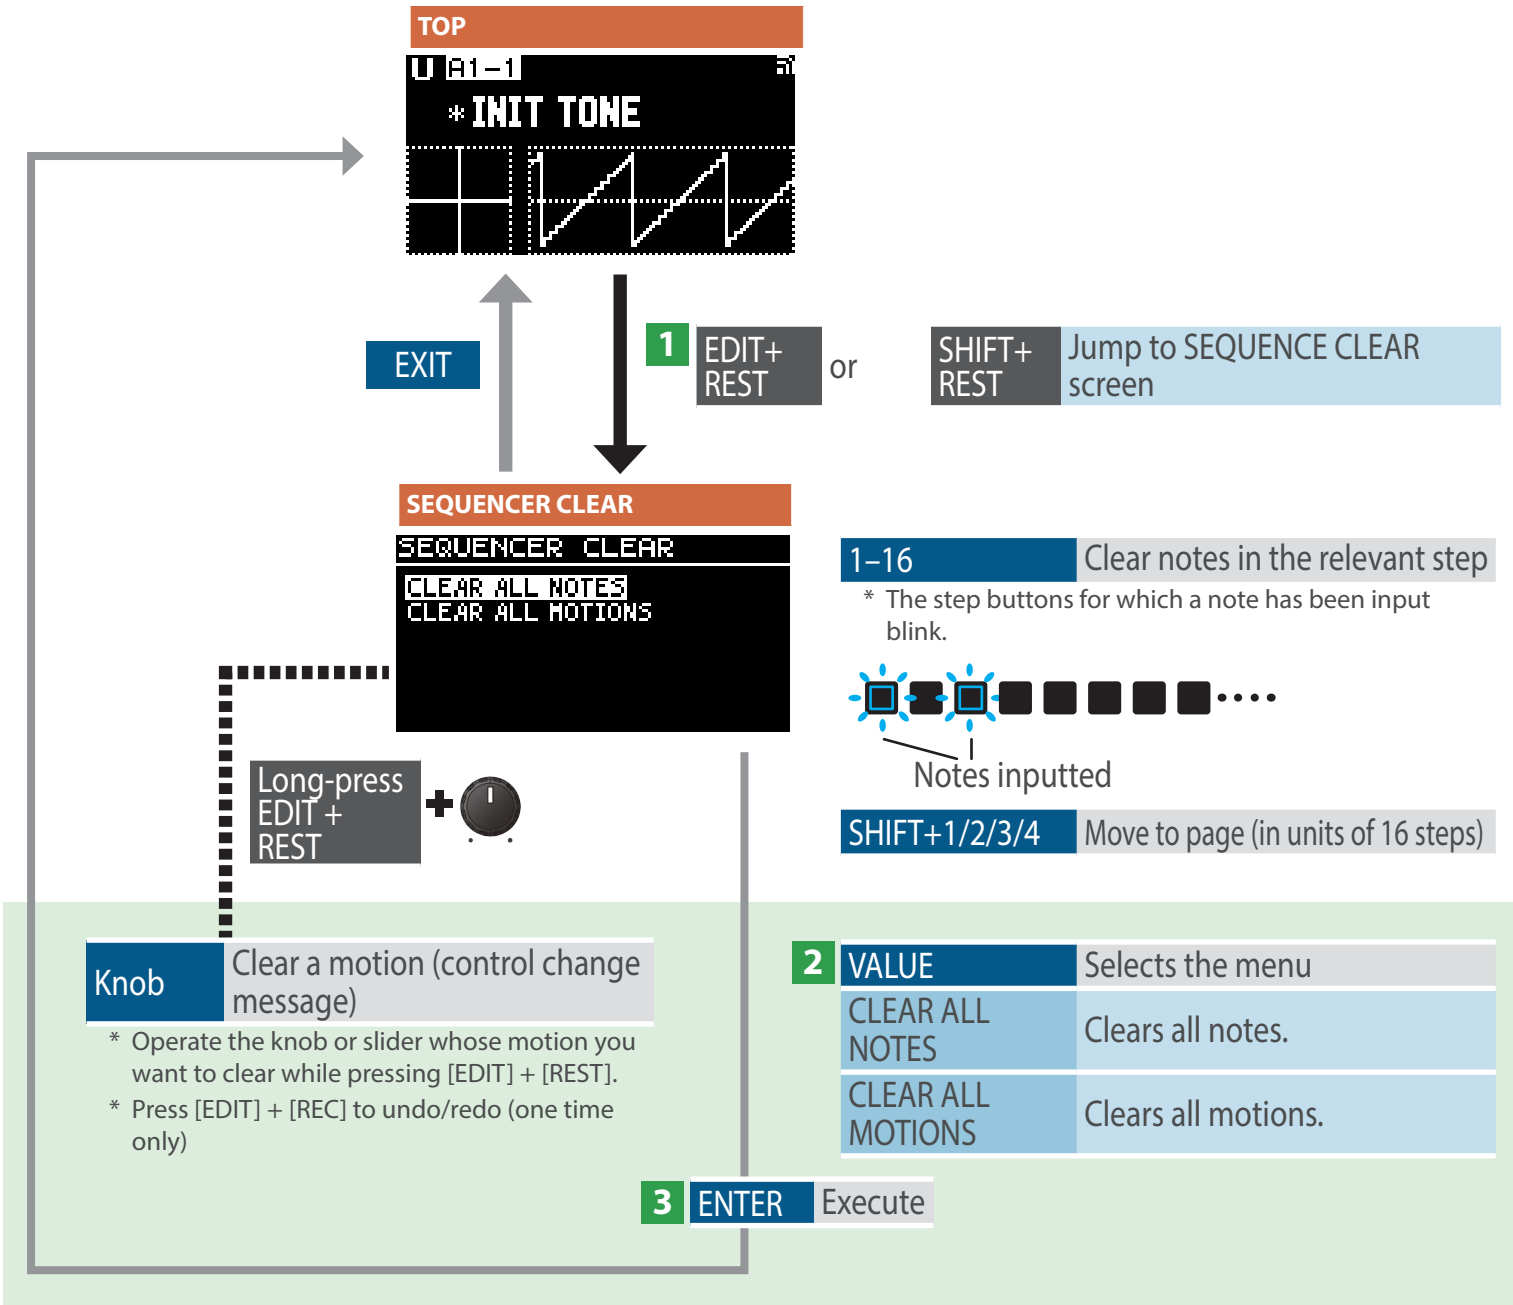 TOP
U A1-1
*INIT TONE
EXIT
1
EDIT+
REST
or
SHIFT+
REST
Jump to SEQUENCE CLEAR
screen
SEQUENCER CLEAR
SEQUENCER CLEAR
CLEAR ALL NOTES
CLEAR ALL MOTIONS
1–16
Clear notes in the relevant step
* The step buttons for which a note has been input
blink.
Notes inputted
SHIFT+1/2/3/4
Move to page (in units of 16 steps)
Long-press
EDIT +
REST
+
Knob
Clear a motion (control change
message)
* Operate the knob or slider whose motion you
want to clear while pressing [EDIT] + [REST].
* Press [EDIT] + [REC] to undo/redo (one time
only)
2
VALUE
Selects the menu
CLEAR ALL
NOTES
Clears all notes.
CLEAR ALL
MOTIONS
Clears all motions.
3
ENTER
Execute